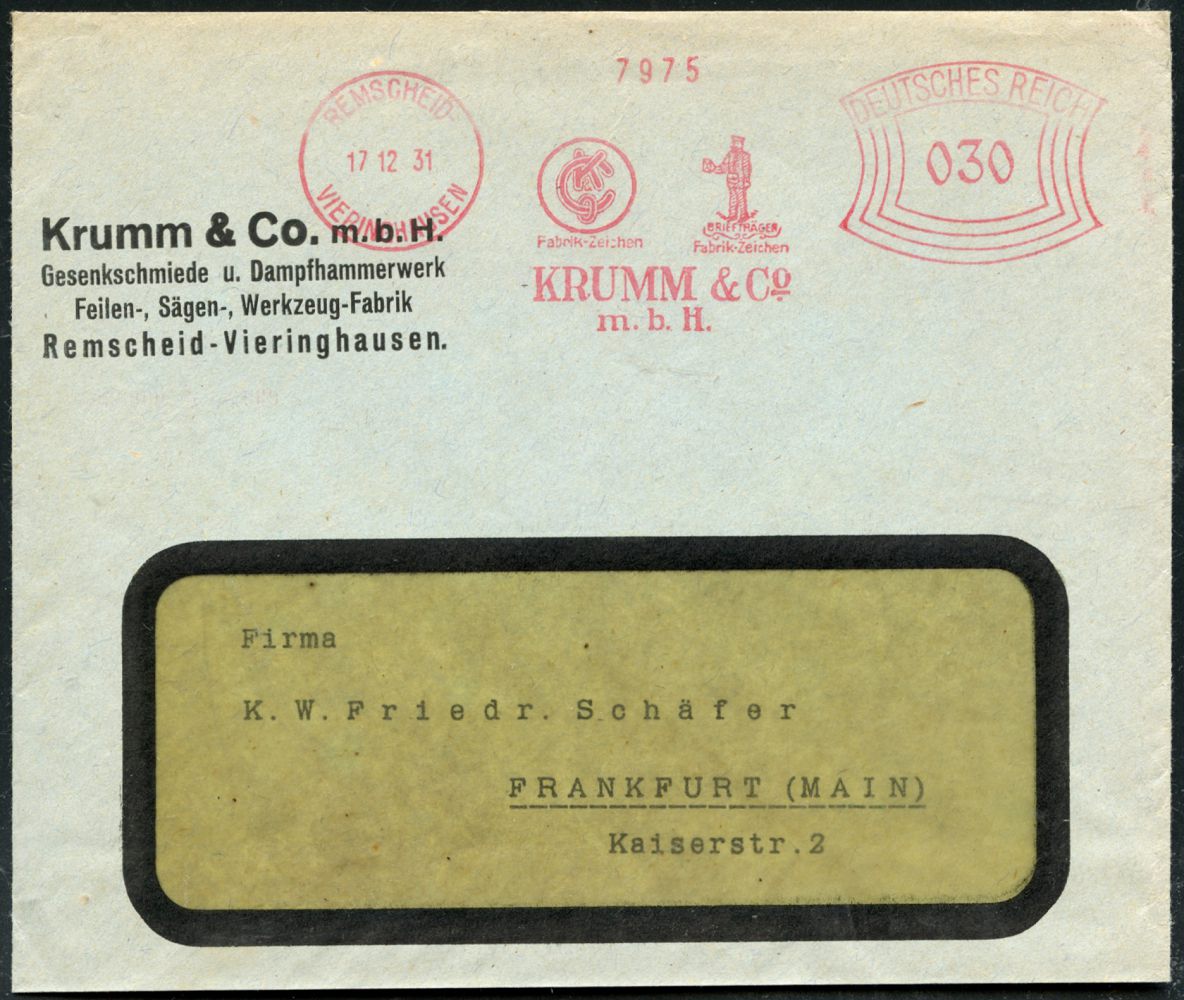 7975
REMSCHEID-
17 12 31
VIERINGHAUSEN
DEUTSCHES REICH
030
Fabrik-Zeichen
BRIEFTRÄGER
Fabrik-Zeichen
KRUMM & Co
m. b. H.
Krumm & Co. m. b. H.
Gesenkschmiede u. Dampfhammerwerk
Feilen-, Sägen-, Werkzeug-Fabrik
Remscheid-Vieringhausen.
Firma
K. W. Friedr. Schäfer
FRANKFURT (MAIN)
Kaiserstr.2